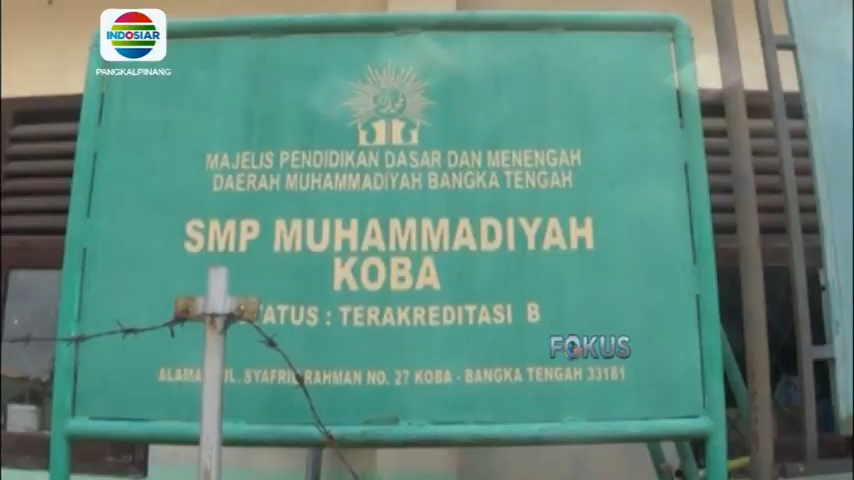 INDOSIAR
PANGKALPINANG
MAJELIS PENDIDIKAN DASAR DAN MENENGAH
DAERAH MUHAMMADIYAH BANGKA TENGAH
SMP MUHAMMADIYAH
KOBA
: TERAKREDITASI B
FOKUS
SYAFRIL RAHMAN NO. 27 KOBA - BANGKA TENGAH 33181